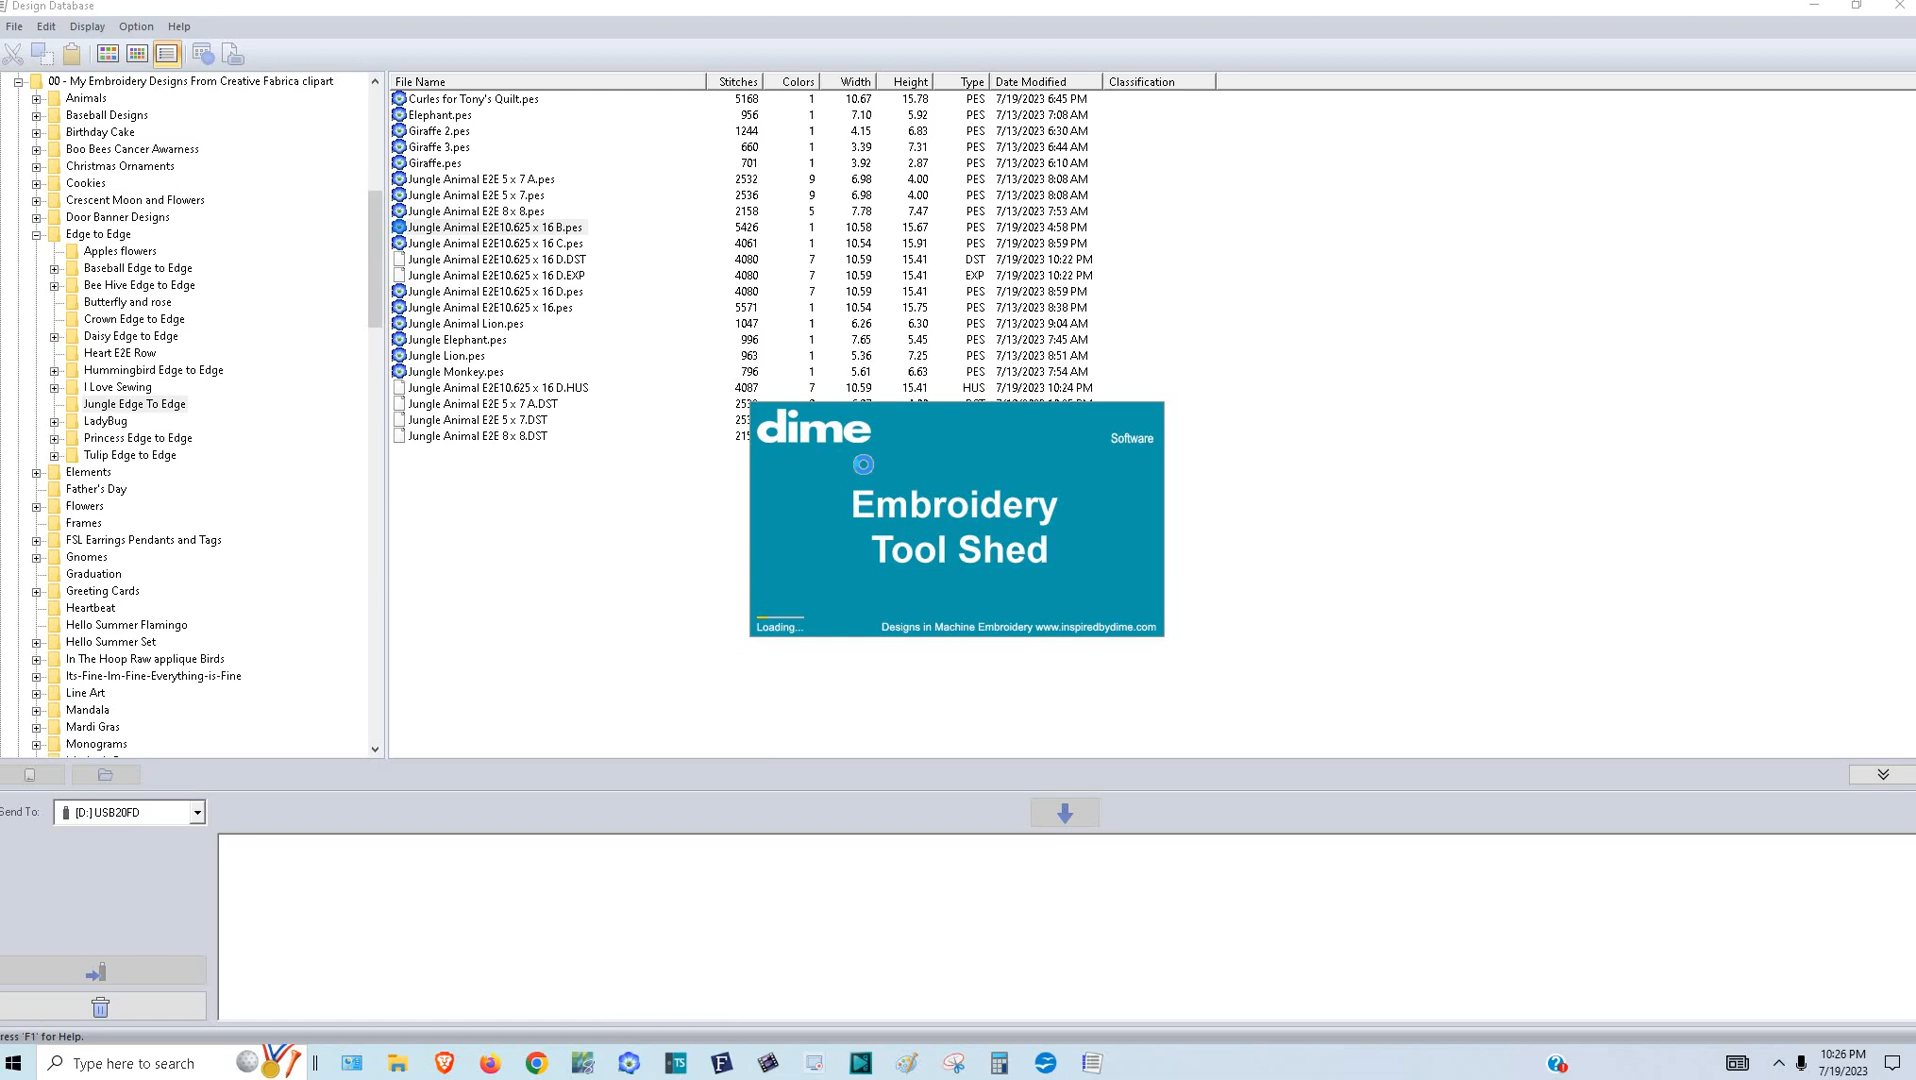 Design Database
File Edit Display Option Help
00 - My Embroidery Designs From Creative Fabrica clipart
Animals
Baseball Designs
Birthday Cake
Boo Bees Cancer Awarness
Christmas Ornaments
Cookies
Crescent Moon and Flowers
Door Banner Designs
Edge to Edge
Apples flowers
Baseball Edge to Edge
Bee Hive Edge to Edge
Butterfly and rose
Crown Edge to Edge
Daisy Edge to Edge
Heart E2E Row
Hummingbird Edge to Edge
I Love Sewing
Jungle Edge To Edge
LadyBug
Princess Edge to Edge
Tulip Edge to Edge
Elements
Father's Day
Flowers
Frames
FSL Earrings Pendants and Tags
Gnomes
Graduation
Greeting Cards
Heartbeat
Hello Summer Flamingo
Hello Summer Set
In The Hoop Raw applique Birds
Its-Fine-Im-Fine-Everything-is-Fine
Line Art
Mandala
Mardi Gras
Monograms
File Name Stitches Colors Width Height Type Date Modified Classification
Curles for Tony's Quilt.pes 5168 1 10.67 15.78 PES 7/19/2023 6:45 PM
Elephant.pes 956 1 7.10 5.92 PES 7/13/2023 7:08 AM
Giraffe 2.pes 1244 1 4.15 6.83 PES 7/13/2023 6:30 AM
Giraffe 3.pes 660 1 3.39 7.31 PES 7/13/2023 6:44 AM
Giraffe.pes 701 1 3.92 2.87 PES 7/13/2023 6:10 AM
Jungle Animal E2E 5 x 7 A.pes 2532 9 6.98 4.00 PES 7/13/2023 8:08 AM
Jungle Animal E2E 5 x 7.pes 2536 9 6.98 4.00 PES 7/13/2023 8:08 AM
Jungle Animal E2E 8 x 8.pes 2158 5 7.78 7.47 PES 7/13/2023 7:53 AM
Jungle Animal E2E10.625 x 16 B.pes 5426 1 10.58 15.67 PES 7/19/2023 4:58 PM
Jungle Animal E2E10.625 x 16 C.pes 4061 1 10.54 15.91 PES 7/19/2023 8:59 PM
Jungle Animal E2E10.625 x 16 D.DST 4080 7 10.59 15.41 DST 7/19/2023 10:22 PM
Jungle Animal E2E10.625 x 16 D.EXP 4080 7 10.59 15.41 EXP 7/19/2023 10:22 PM
Jungle Animal E2E10.625 x 16 D.pes 4080 7 10.59 15.41 PES 7/19/2023 8:59 PM
Jungle Animal E2E10.625 x 16.pes 5571 1 10.54 15.75 PES 7/13/2023 8:38 PM
Jungle Animal Lion.pes 1047 1 6.26 6.30 PES 7/13/2023 9:04 AM
Jungle Elephant.pes 996 1 7.65 5.45 PES 7/13/2023 7:45 AM
Jungle Lion.pes 963 1 5.36 7.25 PES 7/13/2023 8:51 AM
Jungle Monkey.pes 796 1 5.61 6.63 PES 7/13/2023 7:54 AM
Jungle Animal E2E10.625 x 16 D.HUS 4087 7 10.59 15.41 HUS 7/19/2023 10:24 PM
Jungle Animal E2E 5 x 7 A.DST
Jungle Animal E2E 5 x 7.DST
Jungle Animal E2E 8 x 8.DST
dime
Software
Embroidery
Tool Shed
Loading... Designs in Machine Embroidery www.inspiredbydime.com
Send To: [D:] USB20FD
ress 'F1' for Help.
Type here to search
TS
F
10:26 PM
7/19/2023